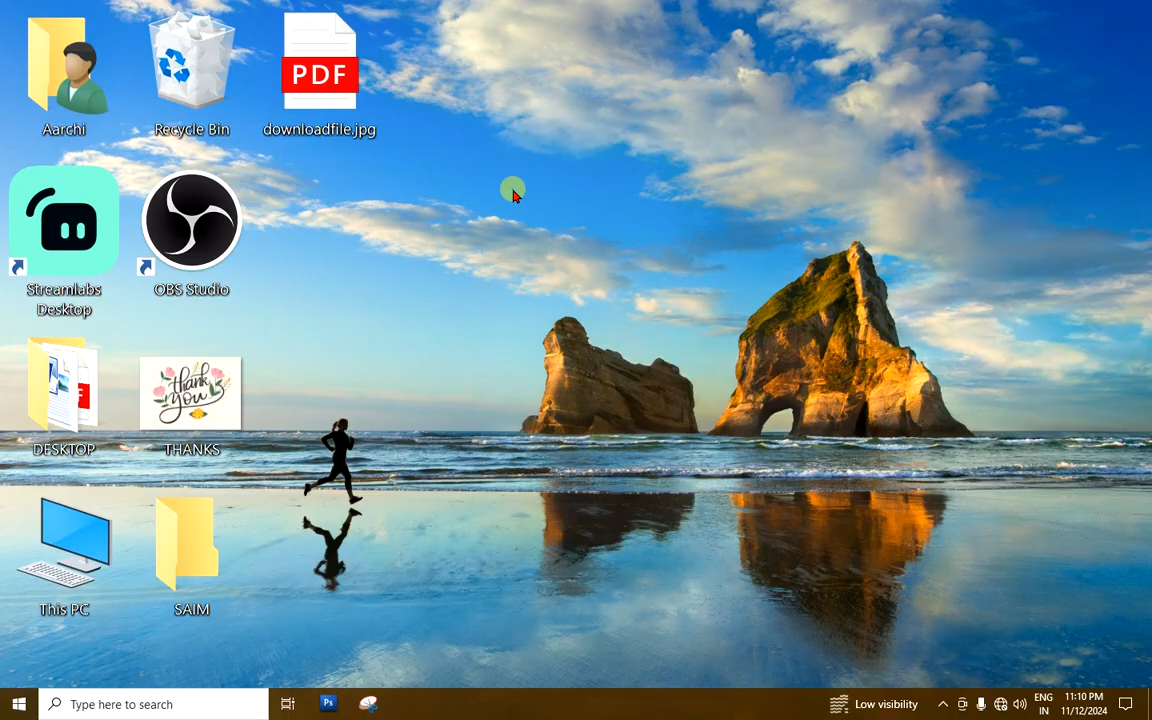 PDF
Aarchi
Recycle Bin
downloadfile.jpg
Streamlabs
Desktop
OBS Studio
thank
you
DESKTOP
THANKS
This PC
SAIM
Type here to search
Ps
Low visibility
ENG
IN
11:10 PM
11/12/2024